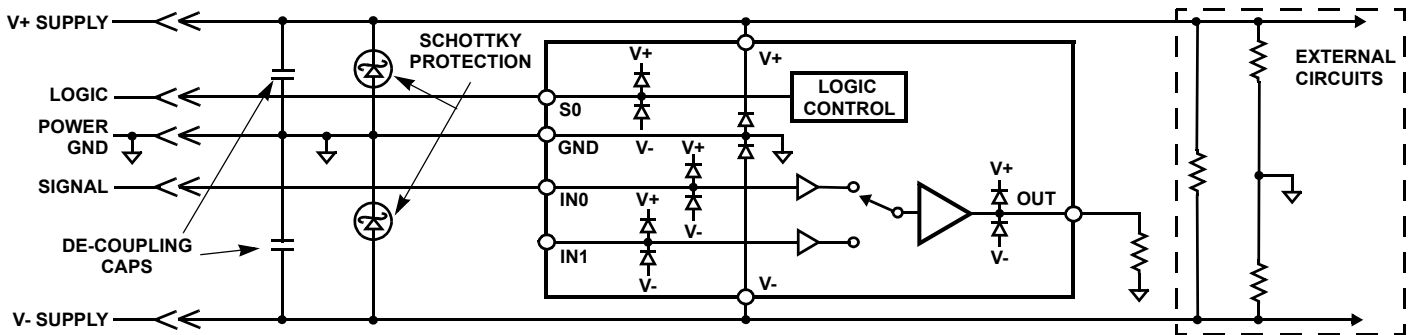 V+ SUPPLY
LOGIC
POWER
GND
SIGNAL
DE-COUPLING
CAPS
V- SUPPLY
SCHOTTKY
PROTECTION
V+
V+
S0
V-
LOGIC
CONTROL
GND
V+
IN0
V-
V+
IN1
V-
V+
OUT
V-
V-
EXTERNAL
CIRCUITS